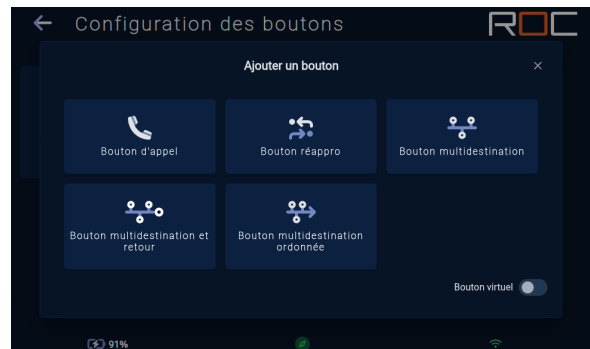 Configuration des boutons
ROC
Ajouter un bouton
Bouton d'appel
Bouton réappro
Bouton multidestination
Bouton multidestination et
retour
Bouton multidestination
ordonnée
Bouton virtuel
91%